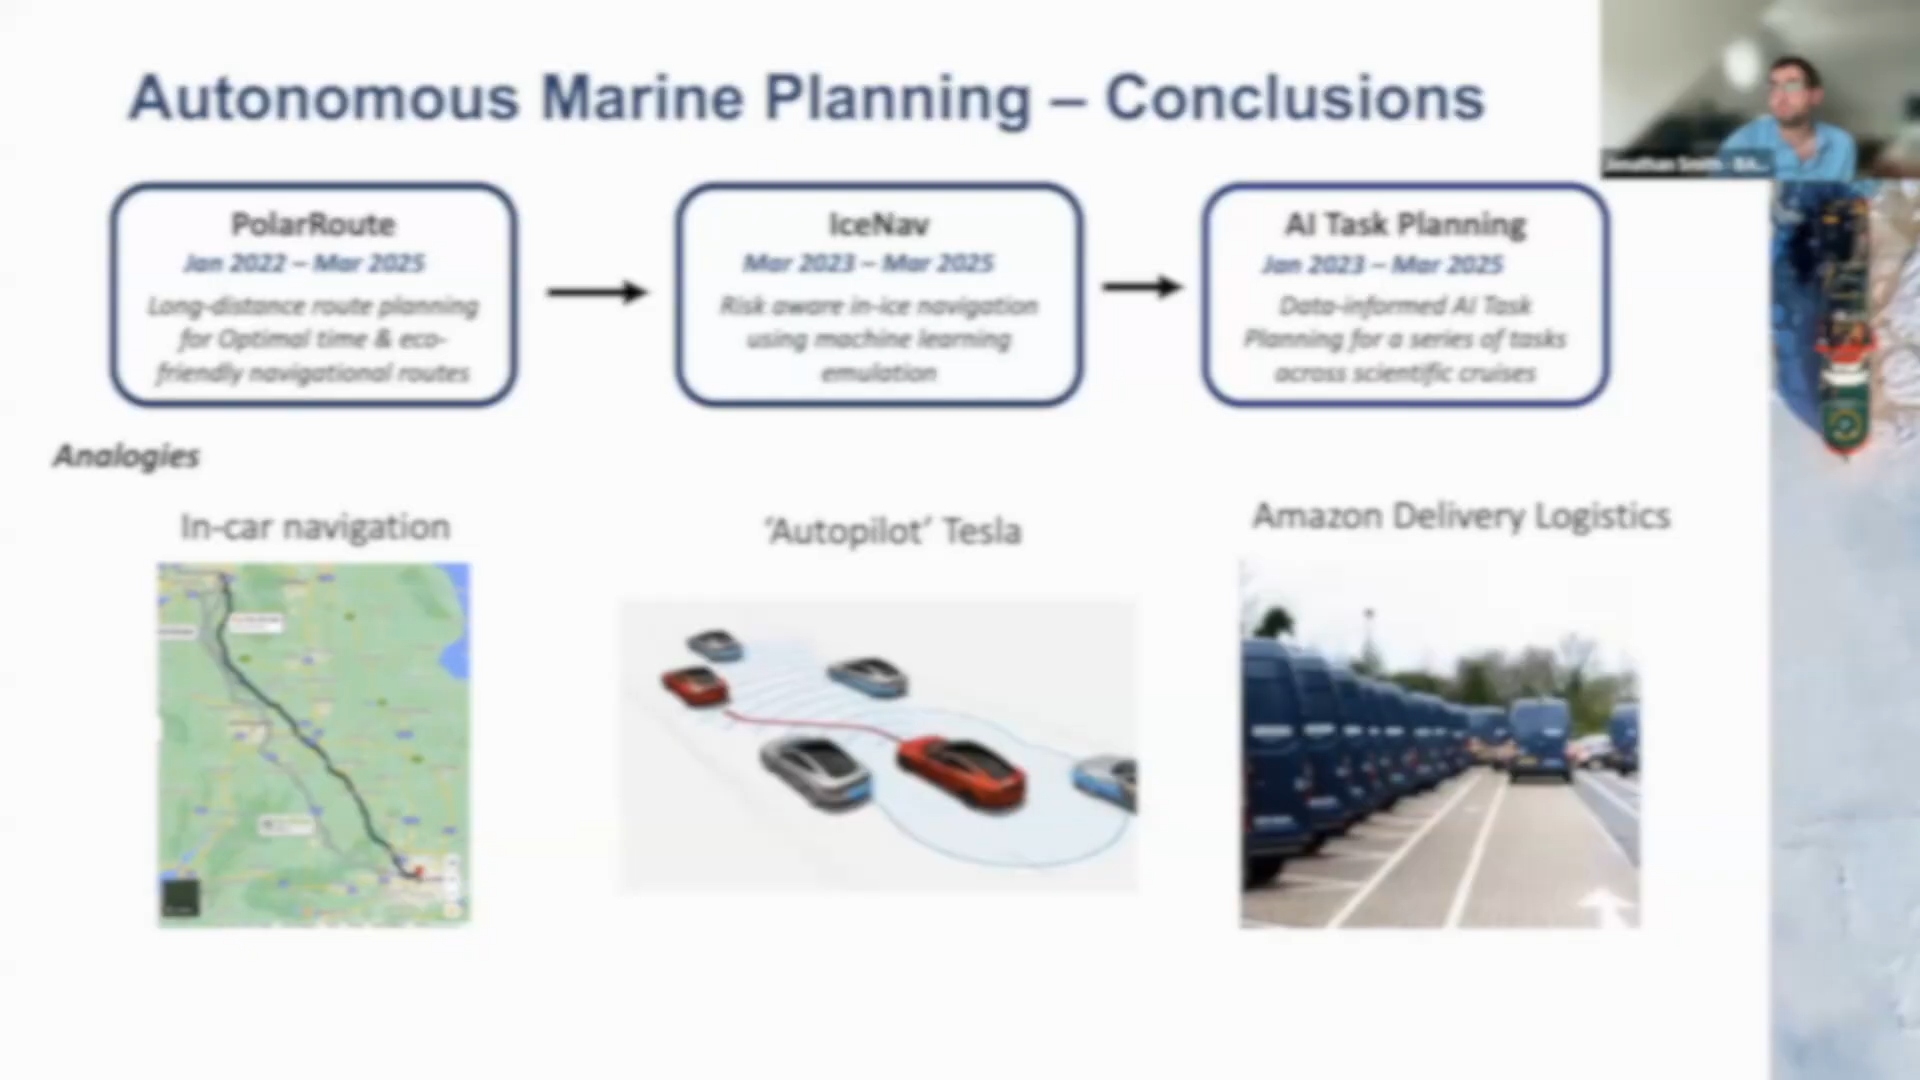 Autonomous Marine Planning – Conclusions
Jonathan Smith - BA...
PolarRoute
Jan 2022 – Mar 2025
Long-distance route planning
for Optimal time & eco-
friendly navigational routes
IceNav
Mar 2023 – Mar 2025
Risk aware in-ice navigation
using machine learning
emulation
AI Task Planning
Jan 2023 – Mar 2025
Data-informed AI Task
Planning for a series of tasks
across scientific cruises
Analogies
In-car navigation
'Autopilot' Tesla
Amazon Delivery Logistics